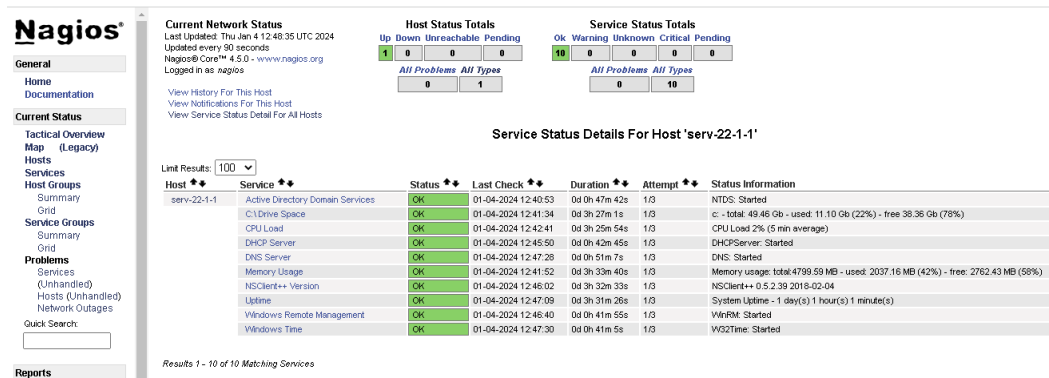 Nagios®
General
Home
Documentation
Current Status
Tactical Overview
Map (Legacy)
Hosts
Services
Host Groups
Summary
Grid
Service Groups
Summary
Grid
Problems
Services
(Unhandled)
Hosts (Unhandled)
Network Outages
Quick Search:
Reports
Current Network Status
Last Updated: Thu Jan 4 12:48:35 UTC 2024
Updated every 90 seconds
Nagios® Core™ 4.5.0 - www.nagios.org
Logged in as nagios
View History For This Host
View Notifications For This Host
View Service Status Detail For All Hosts
Host Status Totals
Up Down Unreachable Pending
1 0 0 0
All Problems All Types
0 1
Service Status Totals
Ok Warning Unknown Critical Pending
10 0 0 0 0
All Problems All Types
0 10
Service Status Details For Host 'serv-22-1-1'
Limit Results: 100
Host Service Status Last Check Duration Attempt Status Information
serv-22-1-1 Active Directory Domain Services OK 01-04-2024 12:40:53 0d 0h 47m 42s 1/3 NTDS: Started
C:\ Drive Space OK 01-04-2024 12:41:34 0d 3h 27m 1s 1/3 c: - total: 49.46 Gb - used: 11.10 Gb (22%) - free 38.36 Gb (78%)
CPU Load OK 01-04-2024 12:42:41 0d 3h 25m 54s 1/3 CPU Load 2% (5 min average)
DHCP Server OK 01-04-2024 12:45:50 0d 0h 42m 45s 1/3 DHCPServer: Started
DNS Server OK 01-04-2024 12:47:28 0d 0h 51m 7s 1/3 DNS: Started
Memory Usage OK 01-04-2024 12:41:52 0d 3h 33m 40s 1/3 Memory usage: total:4799.59 MB - used: 2037.16 MB (42%) - free: 2762.43 MB (58%)
NSClient++ Version OK 01-04-2024 12:46:02 0d 3h 32m 33s 1/3 NSClient++ 0.5.2.39 2018-02-04
Uptime OK 01-04-2024 12:47:09 0d 3h 31m 26s 1/3 System Uptime - 1 day(s) 1 hour(s) 1 minute(s)
Windows Remote Management OK 01-04-2024 12:46:40 0d 0h 41m 55s 1/3 WinRM: Started
Windows Time OK 01-04-2024 12:47:30 0d 0h 41m 5s 1/3 W32Time: Started
Results 1 - 10 of 10 Matching Services